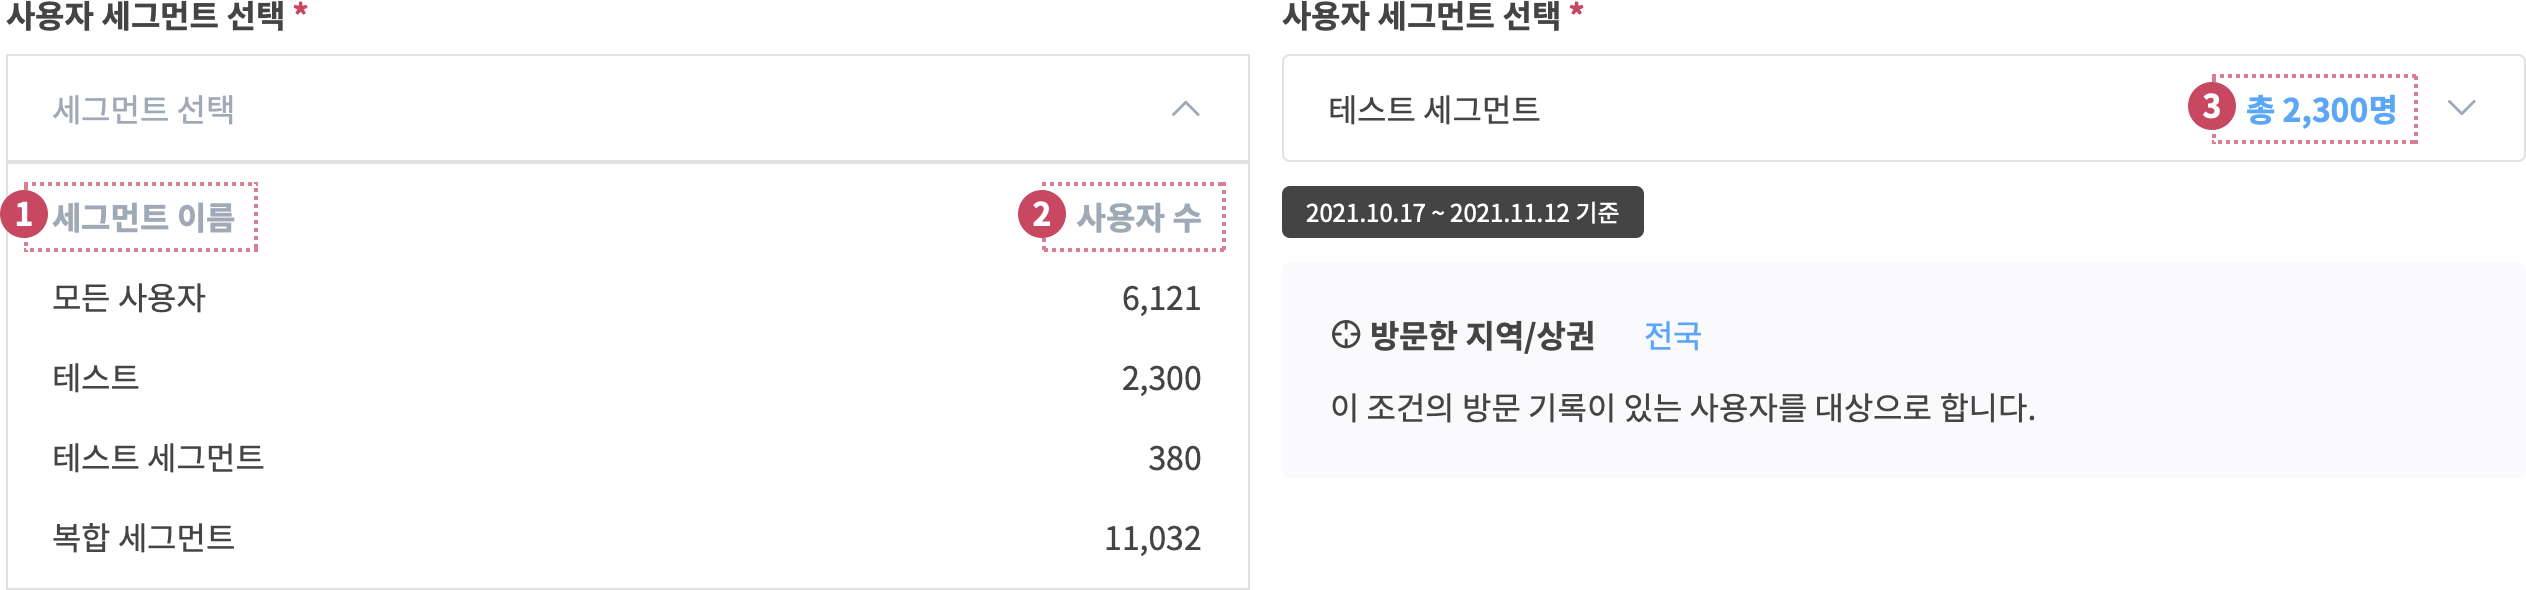 사용자 세그먼트 선택 *
세그먼트 선택
1 세그먼트 이름 2 사용자 수
모든 사용자 6,121
테스트 2,300
테스트 세그먼트 380
복합 세그먼트 11,032
사용자 세그먼트 선택 *
테스트 세그먼트 3 총 2,300명
2021.10.17 ~ 2021.11.12 기준
방문한 지역/상권 전국
이 조건의 방문 기록이 있는 사용자를 대상으로 합니다.